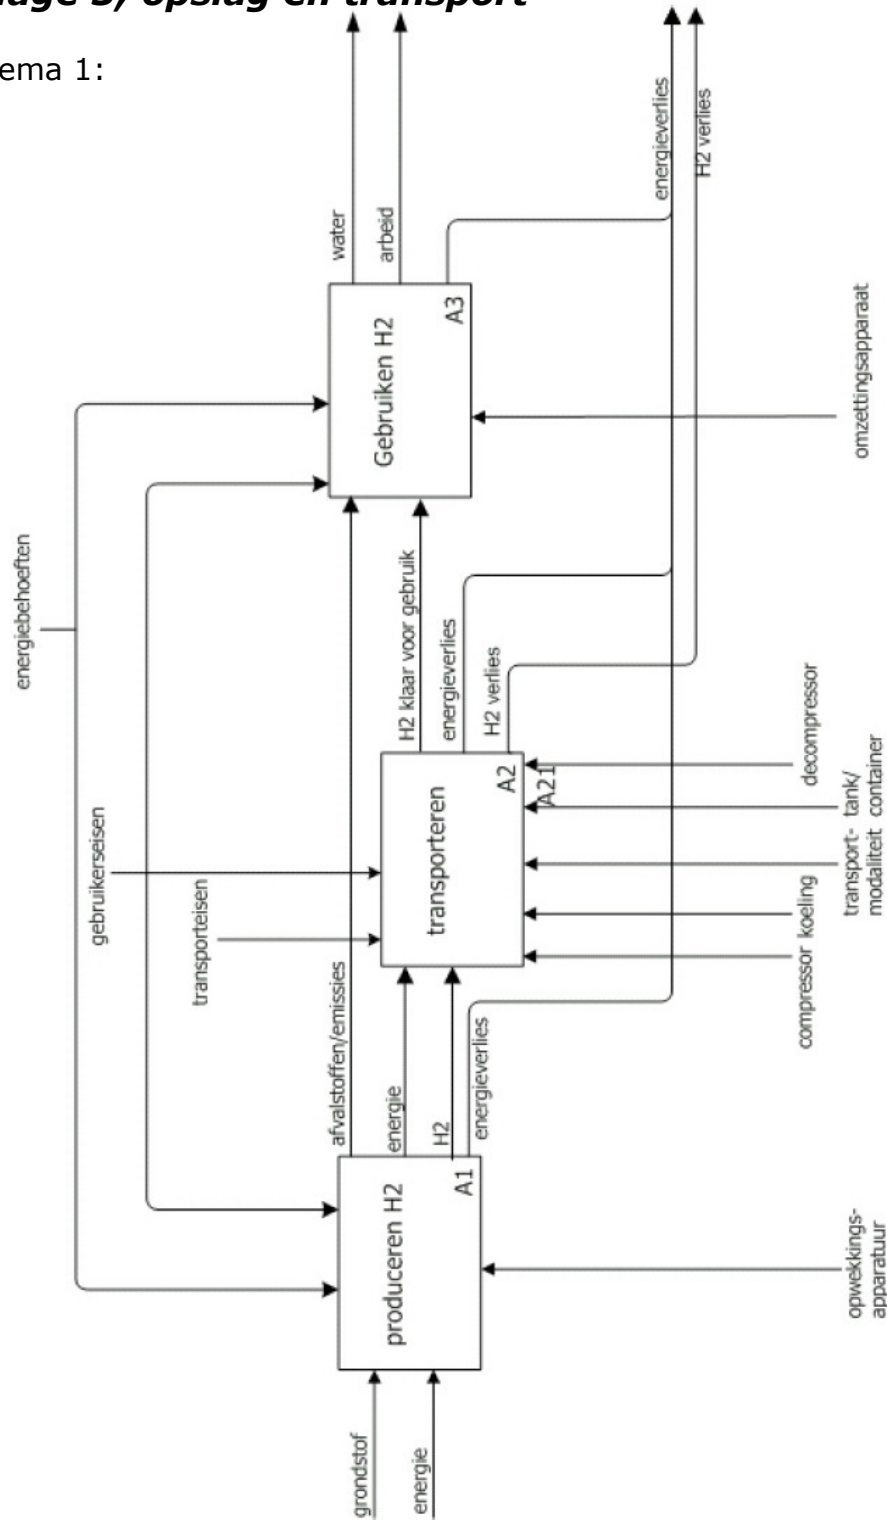 lage 3, opslag en transport
ema 1:
energiebehoeften
gebruikerseisen
transporteisen
grondstof
energie
produceren H2
A1
opwekkings-
apparatuur
afvalstoffen/emissies
energie
H2
energieverlies
transporteren
A2
A21
compressor
koeling
transport-
modaliteit
tank/
container
decompressor
H2 klaar voor gebruik
energieverlies
H2 verlies
Gebruiken H2
A3
omzettingsapparaat
water
arbeid
energieverlies
H2 verlies